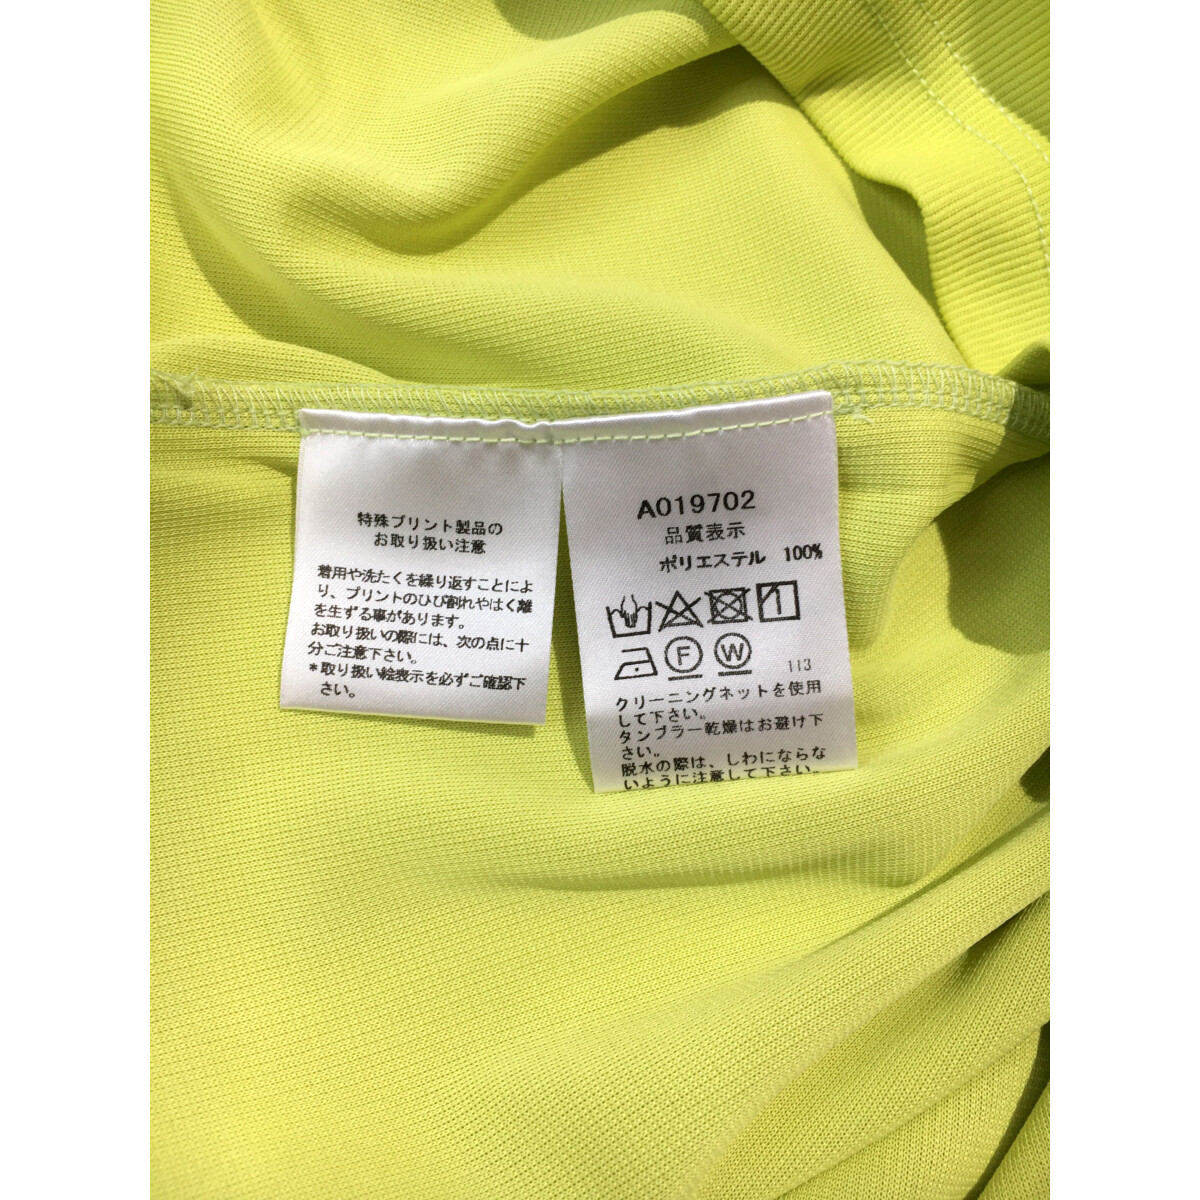 特殊プリント製品の
お取り扱い注意
着用や洗たくを繰り返すことによ
り、プリントのひび割れやはく離
を生ずる事があります。
お取り扱いの際には、次の点に十
分ご注意下さい。
*取り扱い絵表示を必ずご確認下
さい。
A019702
品質表示
ポリエステル 100%
F W 113
クリーニングネットを使用
して下さい。
タンブラー乾燥はお避け下
さい。
脱水の際は、しわにならな
いように注意して下さい。